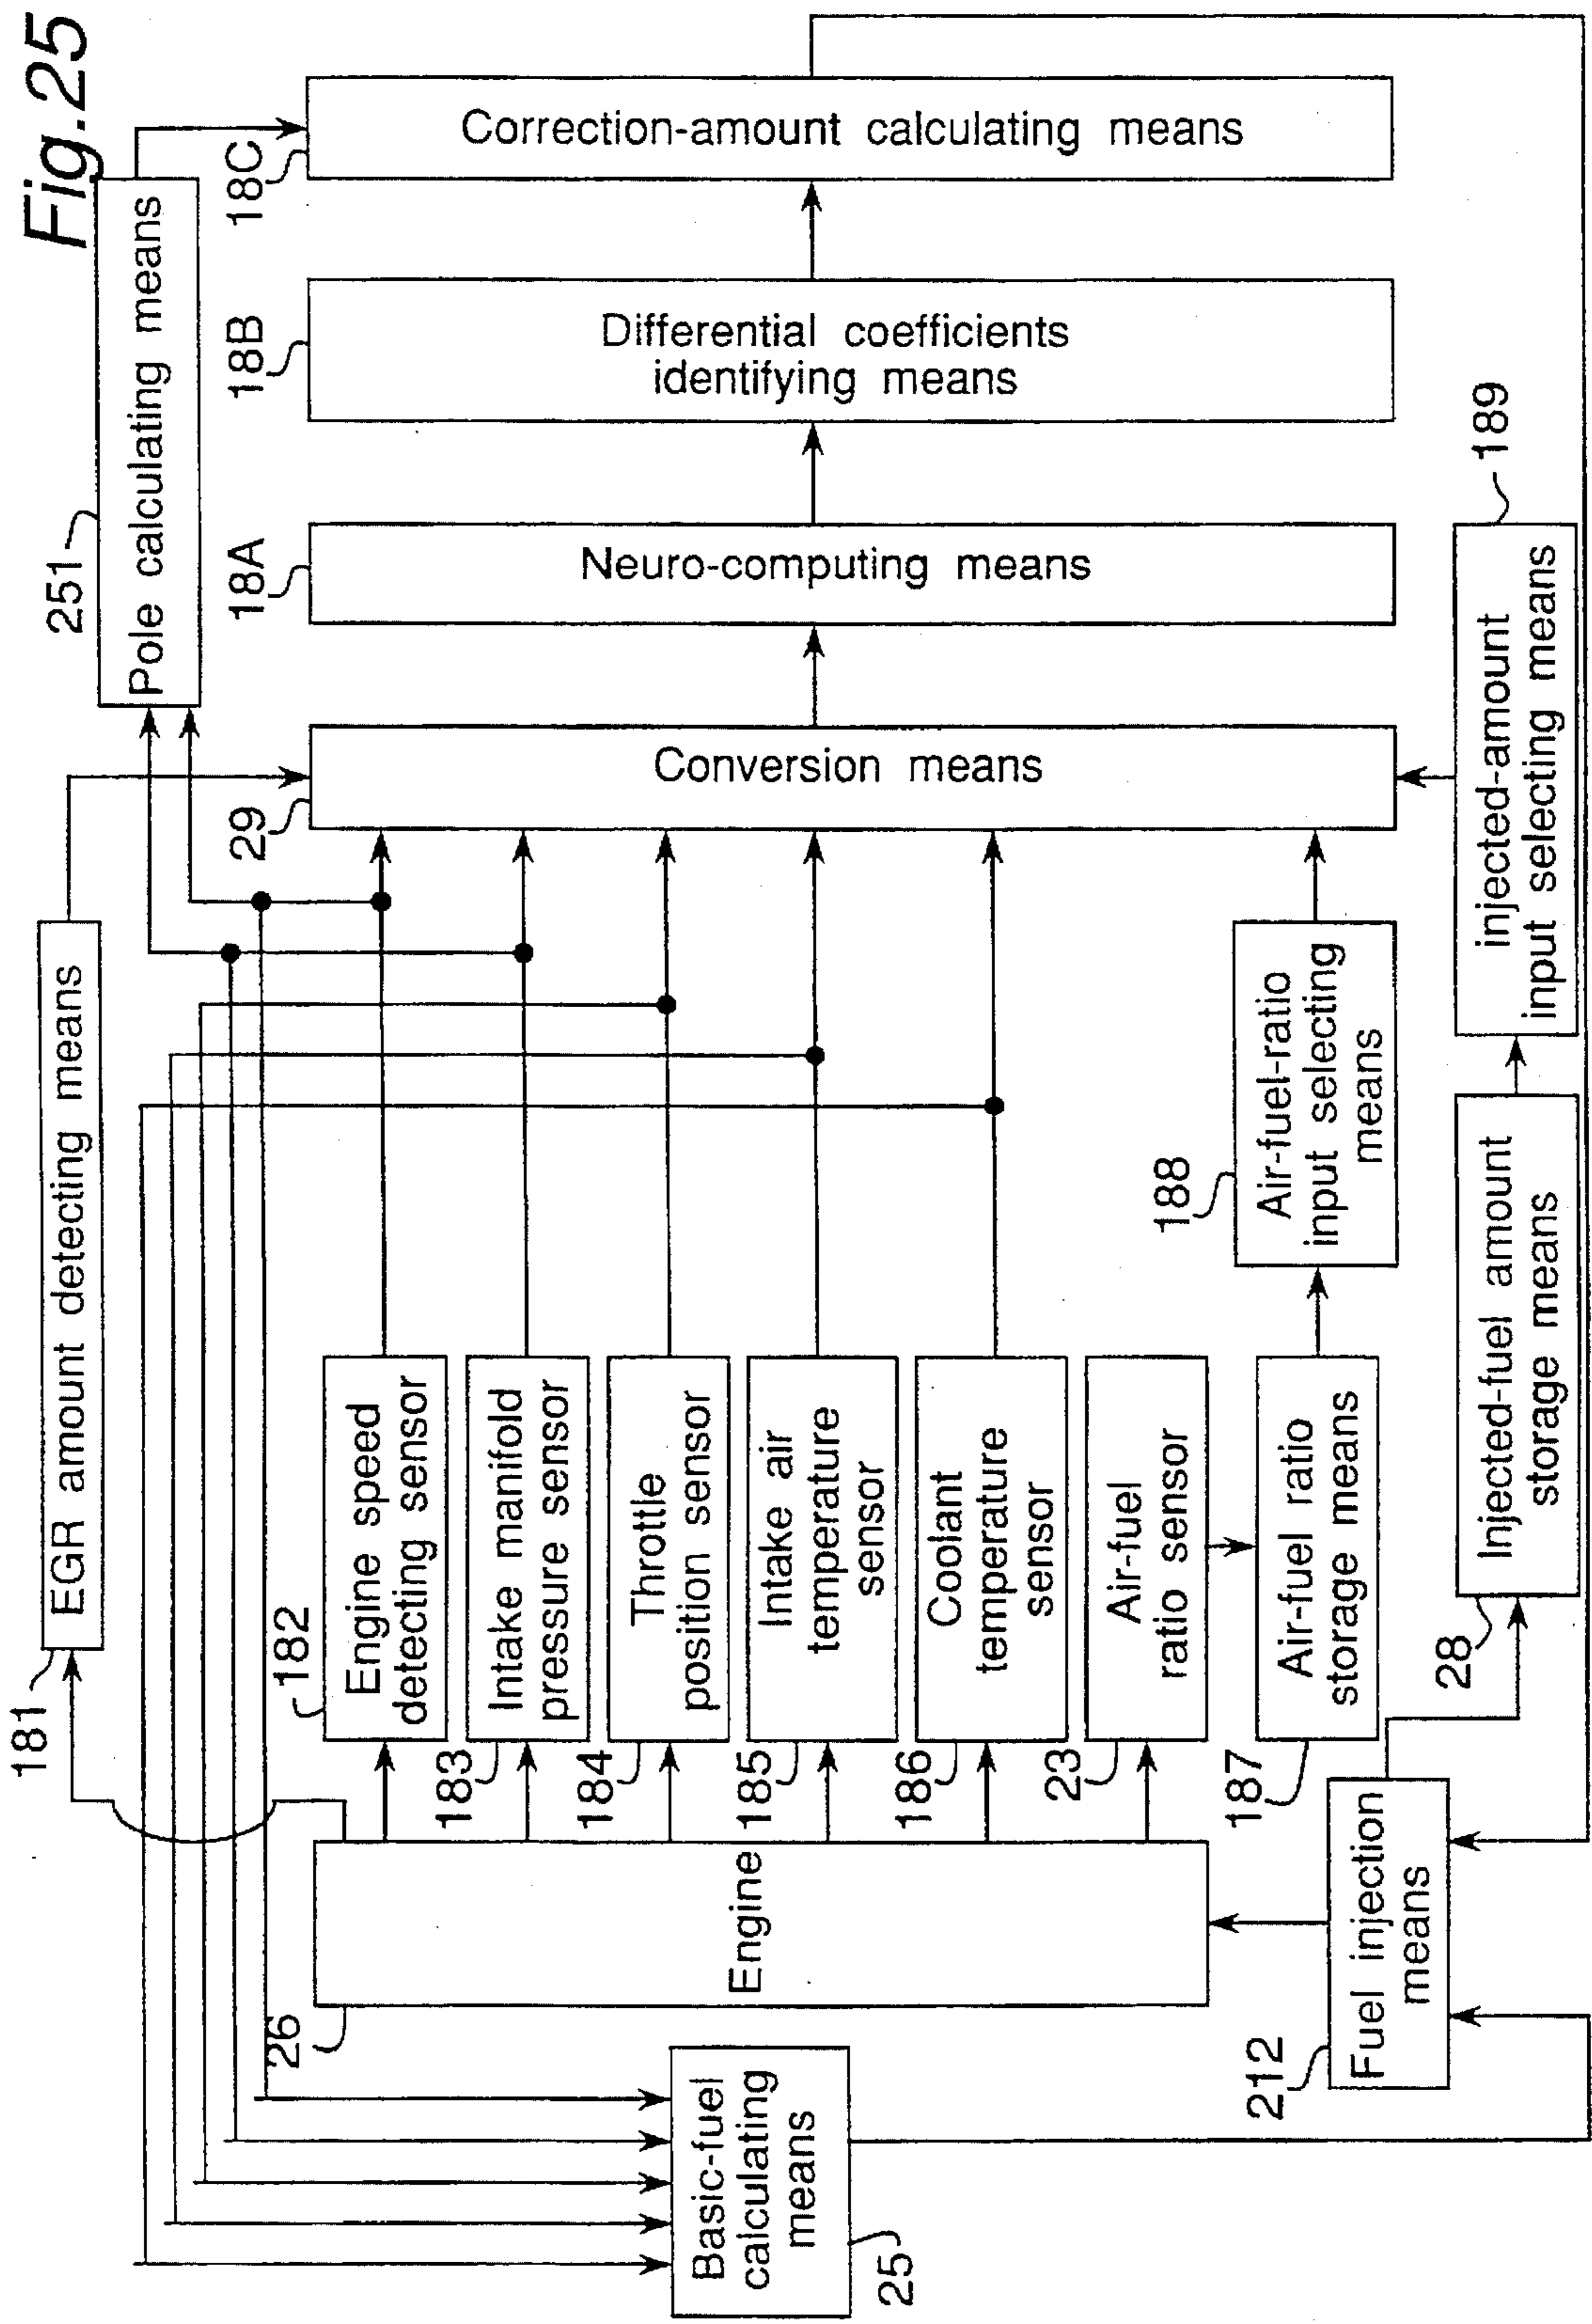 Fig.25
181
EGR amount detecting means
251
Pole calculating means
26
Engine
182
Engine speed
detecting sensor
183
Intake manifold
pressure sensor
184
Throttle
position sensor
185
Intake air
temperature
sensor
186
Coolant
temperature
sensor
23
Air-fuel
ratio sensor
187
Air-fuel ratio
storage means
188
Air-fuel-ratio
input selecting
means
29
Conversion means
18A
Neuro-computing means
18B
Differential coefficients
identifying means
18C
Correction-amount calculating means
25
Basic-fuel
calculating
means
212
Fuel injection
means
28
Injected-fuel amount
storage means
189
injected-amount
input selecting means